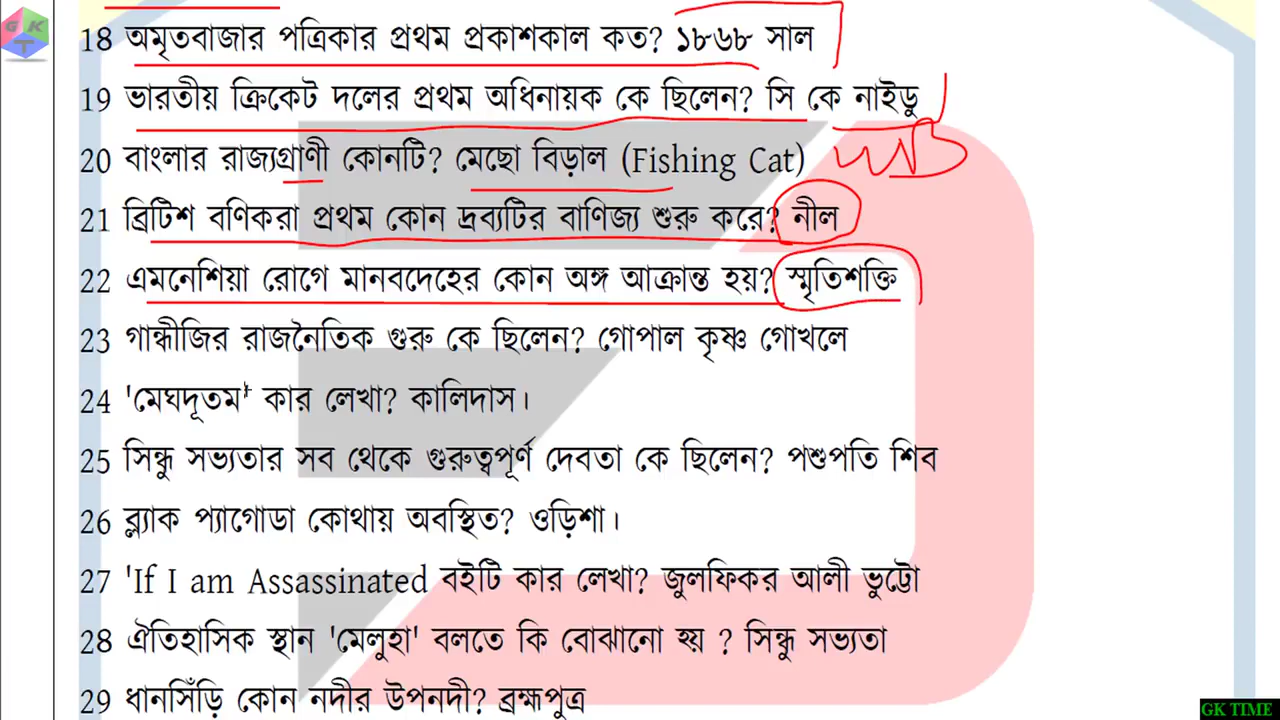 GKT
18 অমৃতবাজার পত্রিকার প্রথম প্রকাশকাল কত? ১৮৬৮ সাল
19 ভারতীয় ক্রিকেট দলের প্রথম অধিনায়ক কে ছিলেন? সি কে নাইডু
20 বাংলার রাজ্যপ্রাণী কোনটি? মেছো বিড়াল (Fishing Cat)
21 ব্রিটিশ বণিকরা প্রথম কোন দ্রব্যটির বাণিজ্য শুরু করে? নীল
22 এমনেশিয়া রোগে মানবদেহের কোন অঙ্গ আক্রান্ত হয়? স্মৃতিশক্তি
23 গান্ধীজির রাজনৈতিক গুরু কে ছিলেন? গোপাল কৃষ্ণ গোখলে
24 'মেঘদূতম' কার লেখা? কালিদাস।
25 সিন্ধু সভ্যতার সব থেকে গুরুত্বপূর্ণ দেবতা কে ছিলেন? পশুপতি শিব
26 ব্ল্যাক প্যাগোডা কোথায় অবস্থিত? ওড়িশা।
27 'If I am Assassinated বইটি কার লেখা? জুলফিকর আলী ভুট্টো
28 ঐতিহাসিক স্থান 'মেলুহা' বলতে কি বোঝানো হয় ? সিন্ধু সভ্যতা
29 ধানসিঁড়ি কোন নদীর উপনদী? ব্রহ্মপুত্র
GK TIME